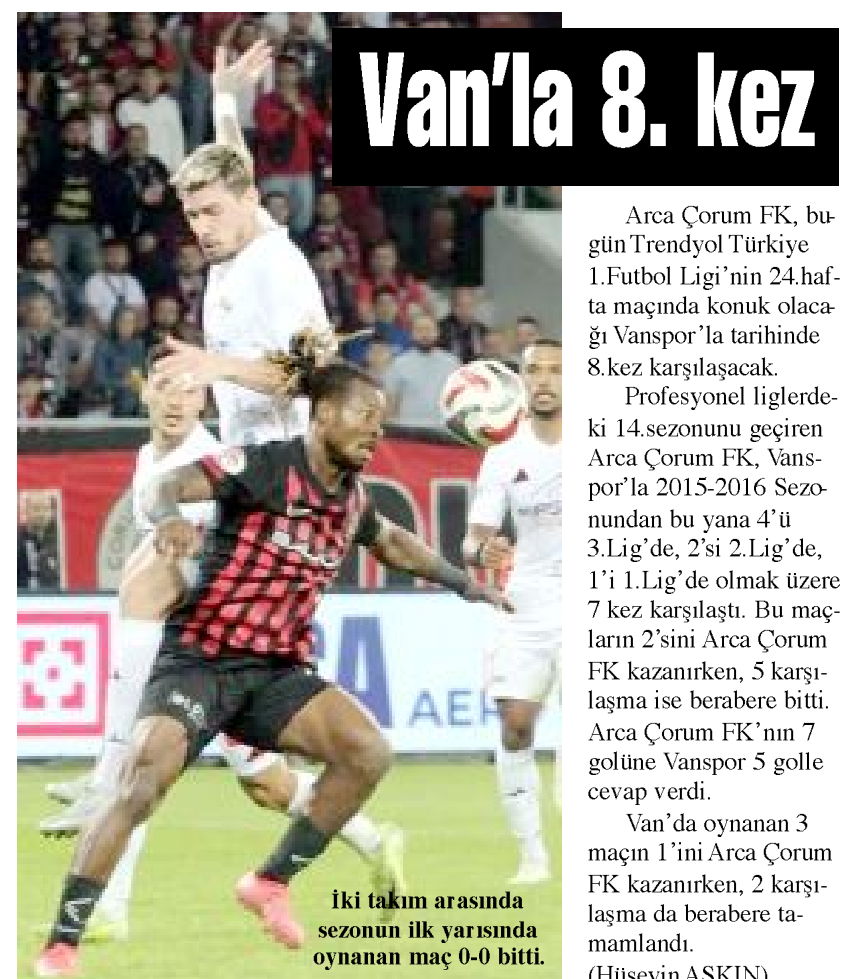 Van'la 8. kez
Arca Çorum FK, bu-
gün Trendyol Türkiye
1.Futbol Ligi'nin 24.haf-
ta maçında konuk olaca-
ğı Vanspor'la tarihinde
8.kez karşılaşacak.
Profesyonel liglerde-
ki 14.sezonunu geçiren
Arca Çorum FK, Vans-
por'la 2015-2016 Sezo-
nundan bu yana 4'ü
3.Lig'de, 2'si 2.Lig'de,
1'i 1.Lig'de olmak üzere
7 kez karşılaştı. Bu maç-
ların 2'sini Arca Çorum
FK kazanırken, 5 karşı-
laşma ise berabere bitti.
Arca Çorum FK'nın 7
golüne Vanspor 5 golle
cevap verdi.
Van'da oynanan 3
maçın 1'ini Arca Çorum
FK kazanırken, 2 karşı-
laşma da berabere ta-
mamlandı.
(Hüseyin AŞKIN)
AER
İki takım arasında
sezonun ilk yarısında
oynanan maç 0-0 bitti.